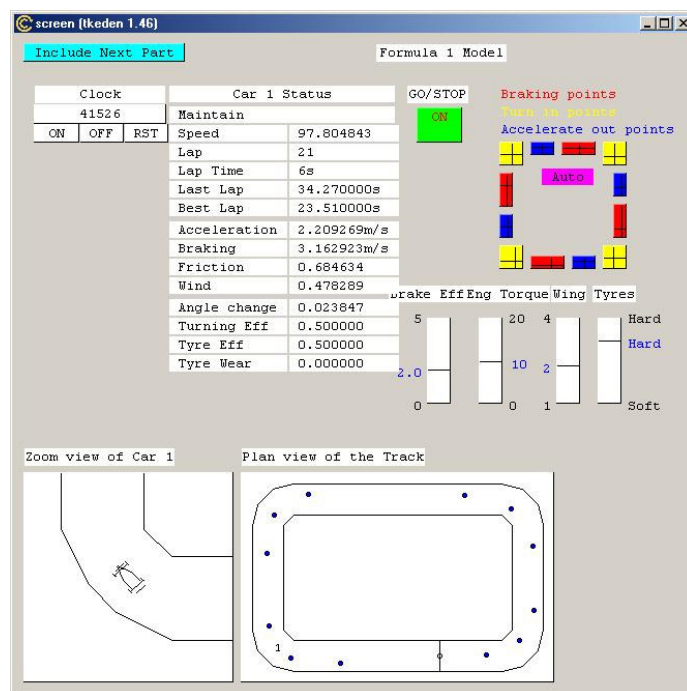 screen (tkeden 1.46)
Include Next Part
Formula 1 Model
Clock
41526
ON OFF RST
Car 1 Status
Maintain
Speed 97.804843
Lap 21
Lap Time 6s
Last Lap 34.270000s
Best Lap 23.510000s
Acceleration 2.209269m/s
Braking 3.162923m/s
Friction 0.684634
Wind 0.478289
Angle change 0.023847
Turning Eff 0.500000
Tyre Eff 0.500000
Tyre Wear 0.000000
GO/STOP
ON
Braking points
Turn in points
Accelerate out points
Auto
Brake Eff Eng Torque Wing Tyres
5 20 4 Hard
Hard
2.0 10 2
0 0 1 Soft
Zoom view of Car 1
Plan view of the Track
1